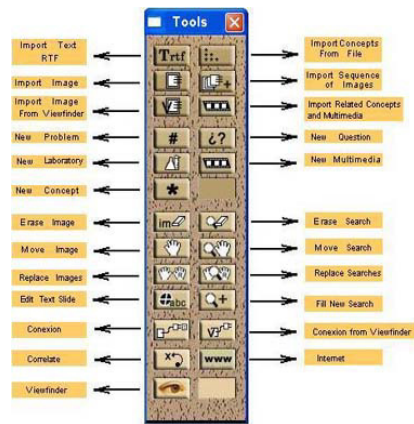 Tools
Import Text
RTF
Trtf
Import Concepts
From File
Import Image
Import Sequence
of Images
Import Image
From Viewfinder
Import Related Concepts
and Multimedia
New Problem
#
¿?
New Question
New Laboratory
New Multimedia
New Concept
*
Erase Image
im
Erase Search
Move Image
Move Search
Replace Images
Replace Searches
Edit Text Slide
abc
+
Fill New Search
Conexion
Conexion from Viewfinder
Correlate
x
www
Internet
Viewfinder